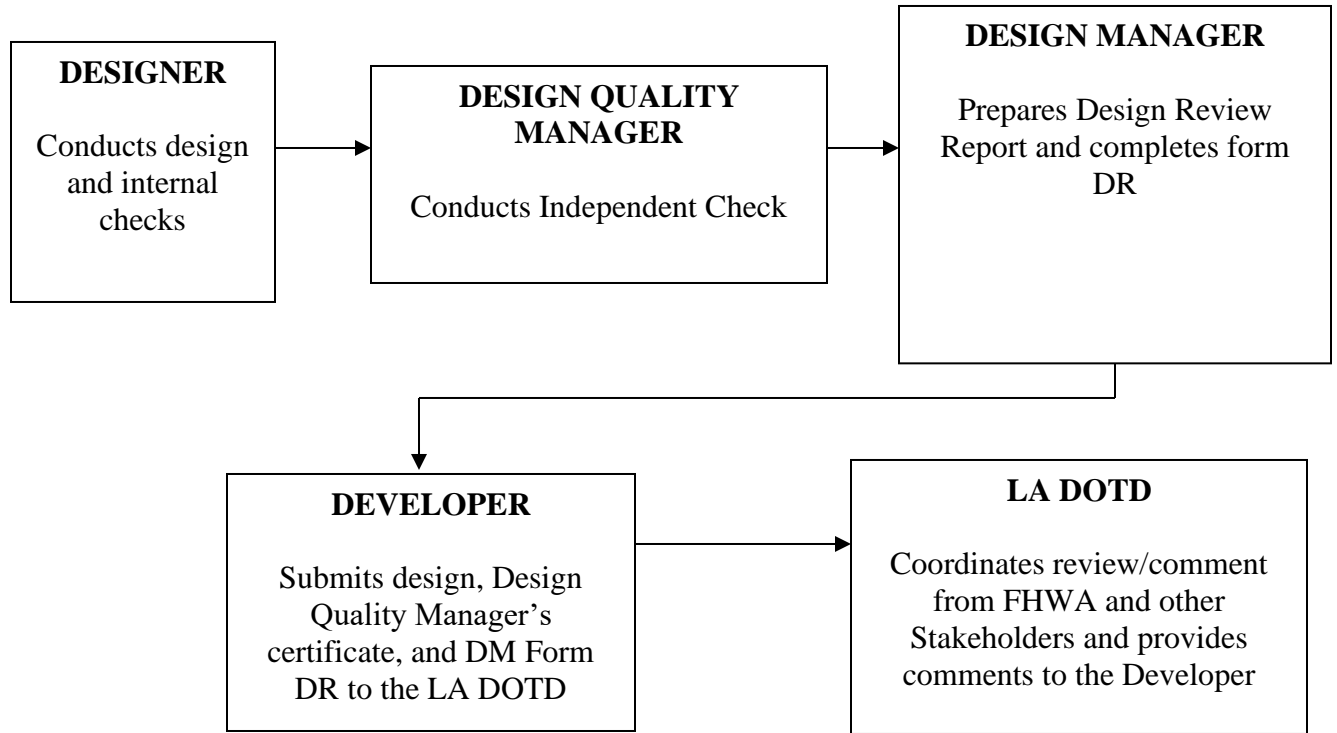 DESIGNER
Conducts design
and internal
checks
DESIGN QUALITY
MANAGER
Conducts Independent Check
DESIGN MANAGER
Prepares Design Review
Report and completes form
DR
DEVELOPER
Submits design, Design
Quality Manager’s
certificate, and DM Form
DR to the LA DOTD
LA DOTD
Coordinates review/comment
from FHWA and other
Stakeholders and provides
comments to the Developer